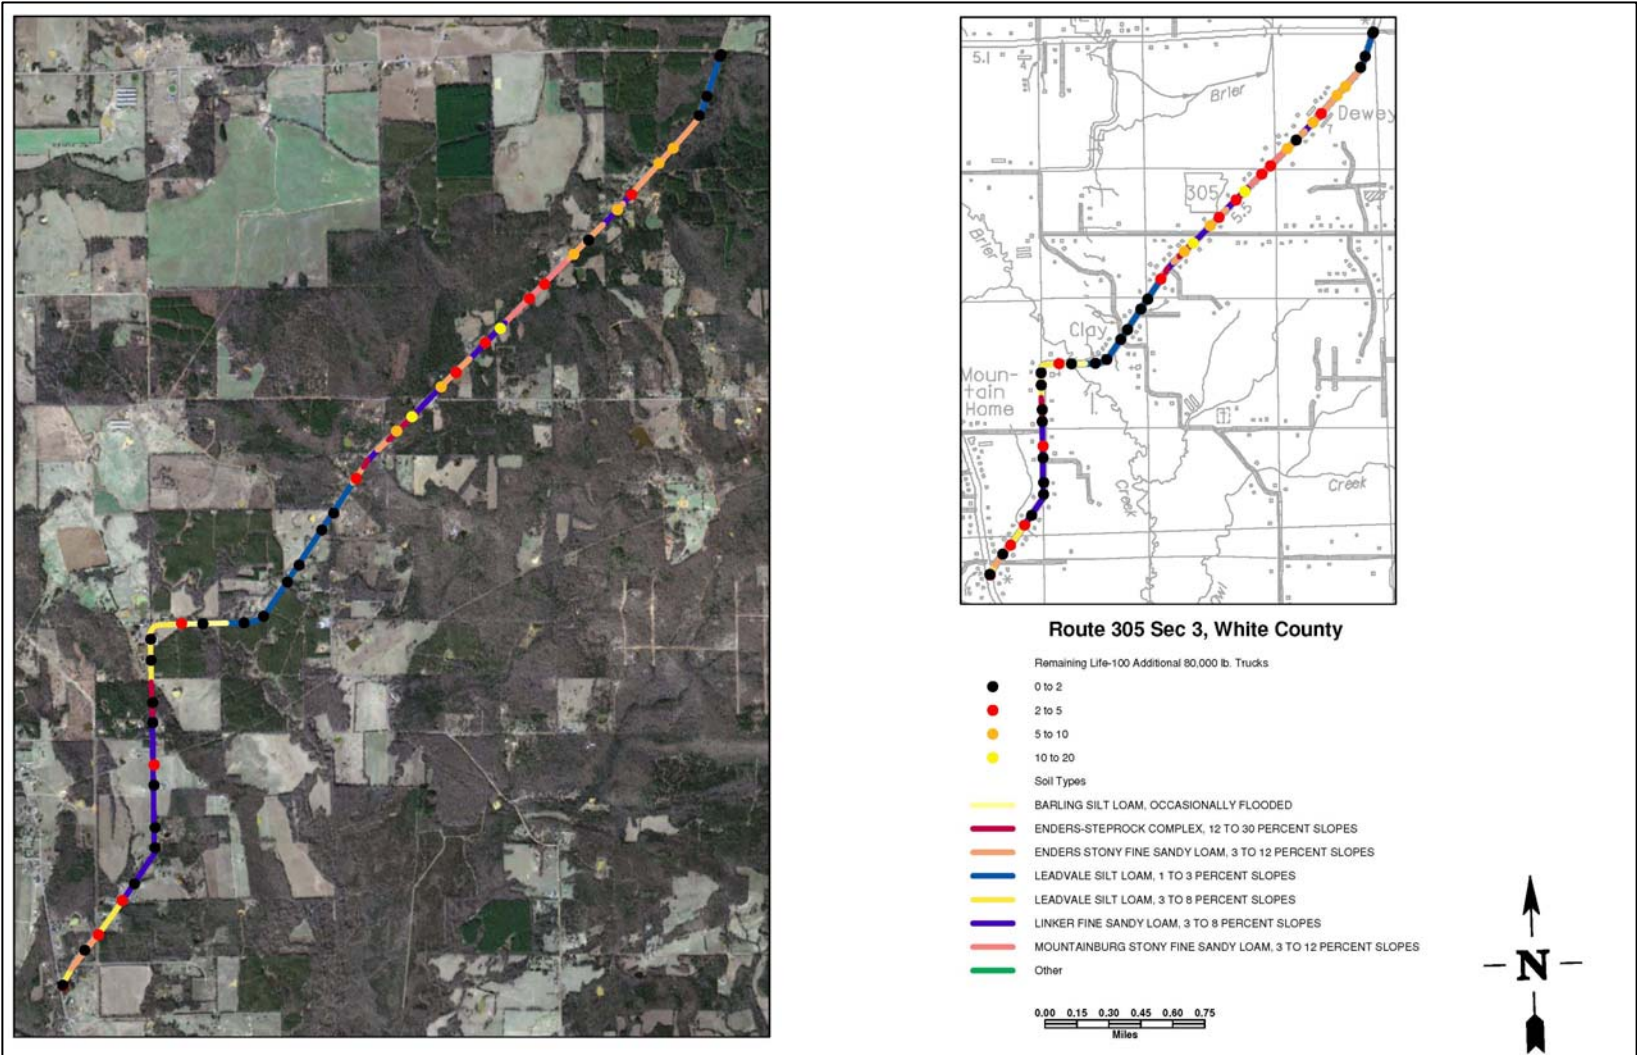 5.1
4
Brier
Dewey
7
305
5.5
Brier
Clay
Moun-
tain
Home
1.
Creek
Creek
Owl
*
*
Route 305 Sec 3, White County
Remaining Life-100 Additional 80,000 lb. Trucks
0 to 2
2 to 5
5 to 10
10 to 20
Soil Types
BARLING SILT LOAM, OCCASIONALLY FLOODED
ENDERS-STEPROCK COMPLEX, 12 TO 30 PERCENT SLOPES
ENDERS STONY FINE SANDY LOAM, 3 TO 12 PERCENT SLOPES
LEADVALE SILT LOAM, 1 TO 3 PERCENT SLOPES
LEADVALE SILT LOAM, 3 TO 8 PERCENT SLOPES
LINKER FINE SANDY LOAM, 3 TO 8 PERCENT SLOPES
MOUNTAINBURG STONY FINE SANDY LOAM, 3 TO 12 PERCENT SLOPES
Other
0.00 0.15 0.30 0.45 0.60 0.75
Miles
N